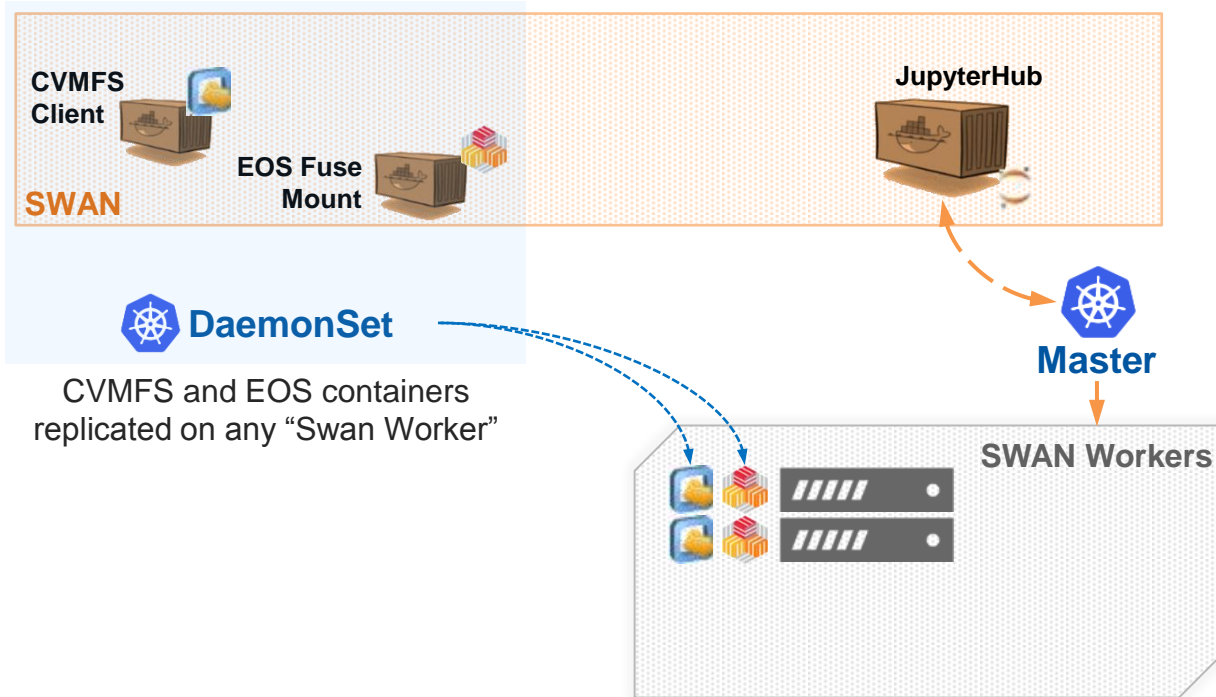 CVMFS
Client
EOS Fuse
Mount
SWAN
JupyterHub
DaemonSet
CVMFS and EOS containers
replicated on any “Swan Worker”
Master
SWAN Workers